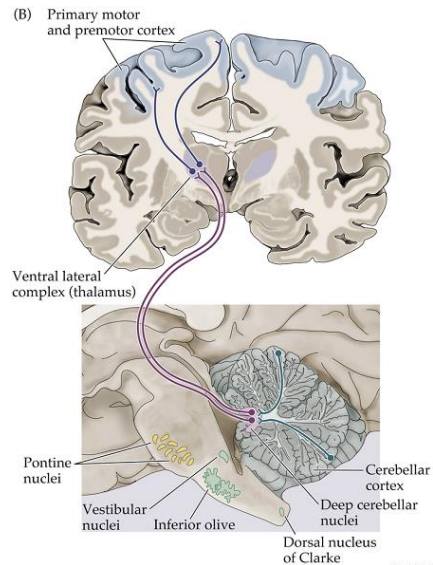 (B) Primary motor
and premotor cortex
Ventral lateral
complex (thalamus)
Pontine
nuclei
Vestibular
nuclei
Inferior olive
Cerebellar
cortex
Deep cerebellar
nuclei
Dorsal nucleus
of Clarke